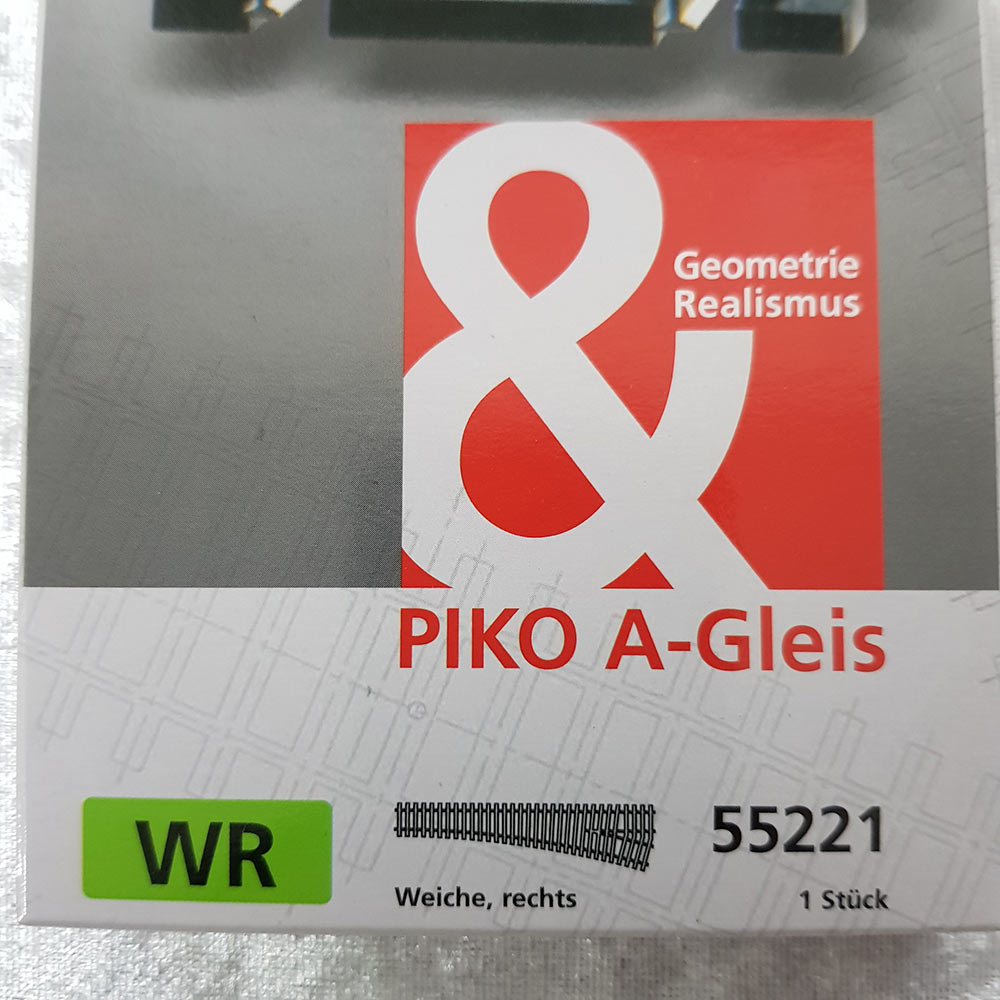 &
Geometrie
Realismus
PIKO A-Gleis
WR
55221
Weiche, rechts
1 Stück